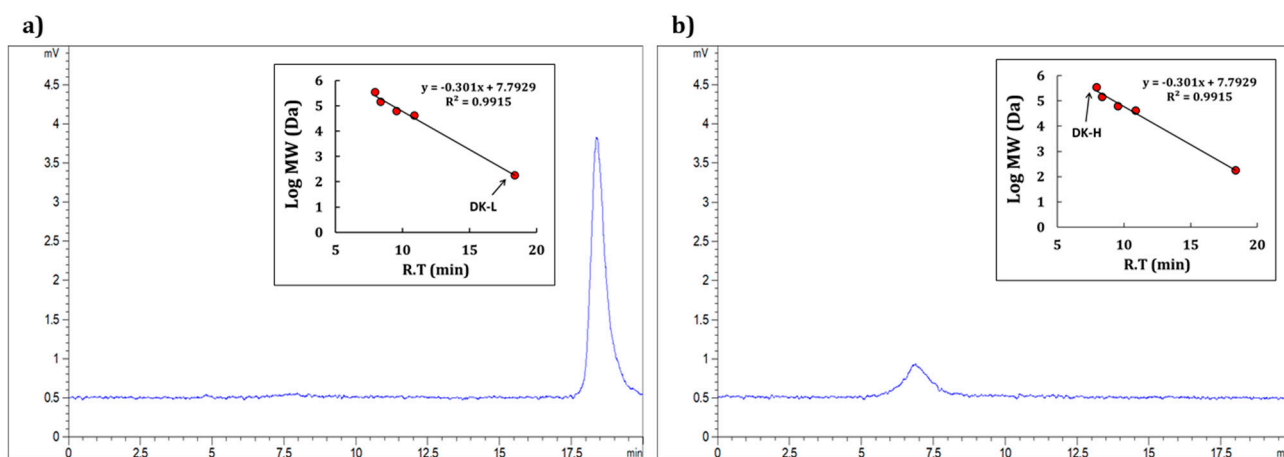 a)
mV
4.5
4
3.5
3
2.5
2
1.5
1
0.5
0
0 2.5 5 7.5 10 12.5 15 17.5 min
y = -0.301x + 7.7929
R² = 0.9915
Log MW (Da)
6
5
4
3
2
1
0
DK-L
5 10 15 20
R.T (min)
b)
mV
4.5
4
3.5
3
2.5
2
1.5
1
0.5
0
0 2.5 5 7.5 10 12.5 15 17.5 m
y = -0.301x + 7.7929
R² = 0.9915
Log MW (Da)
6
5
4
3
2
1
0
DK-H
5 10 15 20
R.T (min)